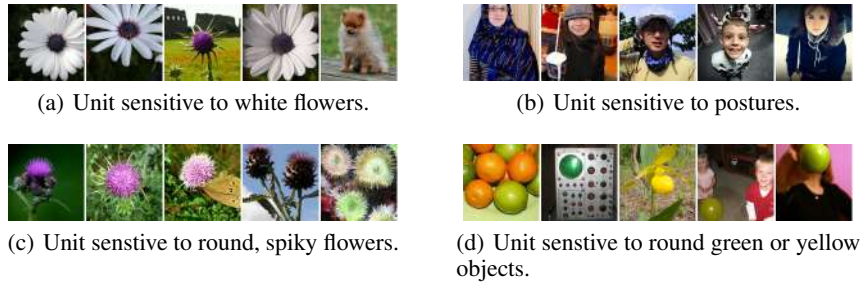 (a) Unit sensitive to white flowers.
(b) Unit sensitive to postures.
(c) Unit senstive to round, spiky flowers.
(d) Unit senstive to round green or yellow
objects.